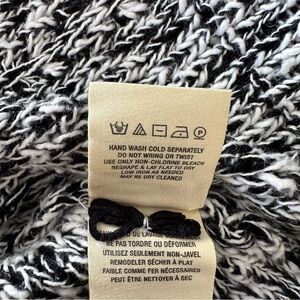 HAND WASH COLD SEPARATELY
DO NOT WRING OR TWIST
USE ONLY NON-CHLORINE BLEACH
RESHAPE & LAY FLAT TO DRY
LOW IRON AS NEEDED
MAY BE DRY CLEANED
DE
NE PAS TORDRE OU DÉFORMER
UTILISEZ SEULEMENT NON-JAVEL
REMODELER SÉCHER À PLAT
FAIBLE COMME FER NÉCESSAIRES
PEUT ÊTRE NETTOYER À SEC